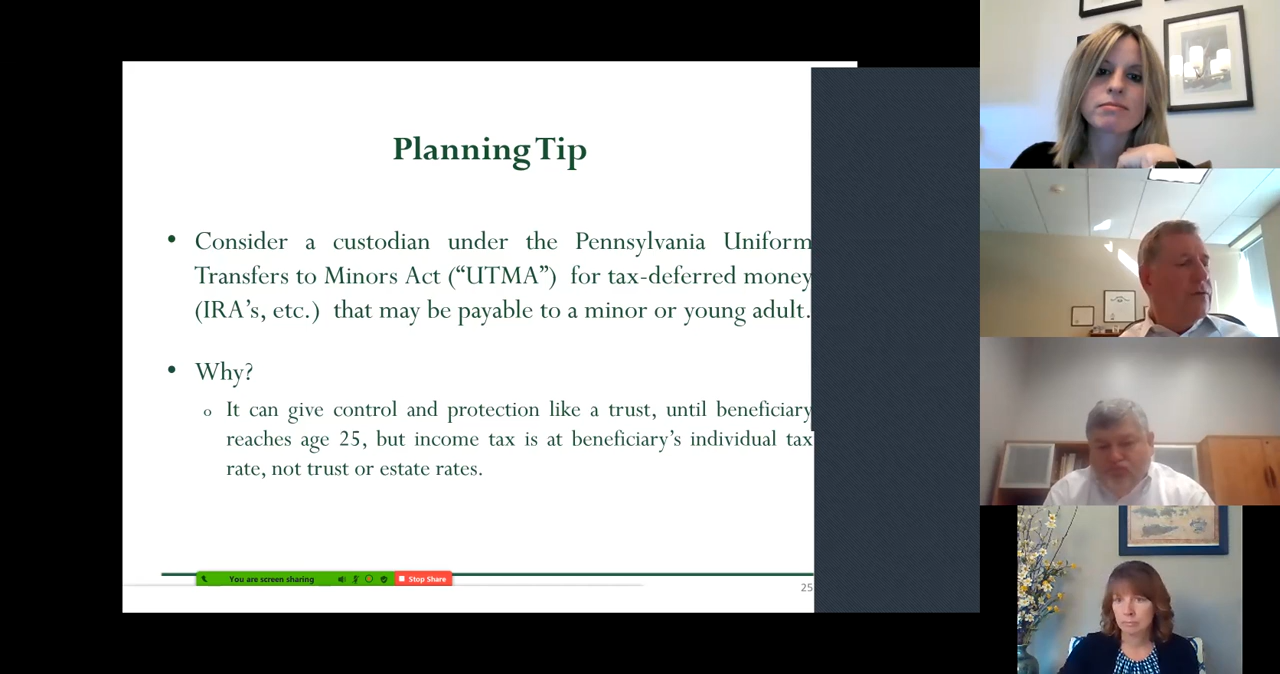 Planning Tip
• Consider a custodian under the Pennsylvania Uniform
Transfers to Minors Act (“UTMA”) for tax-deferred money
(IRA’s, etc.) that may be payable to a minor or young adult.
• Why?
o It can give control and protection like a trust, until beneficiary
reaches age 25, but income tax is at beneficiary’s individual tax
rate, not trust or estate rates.
You are screen sharing
Stop Share
25